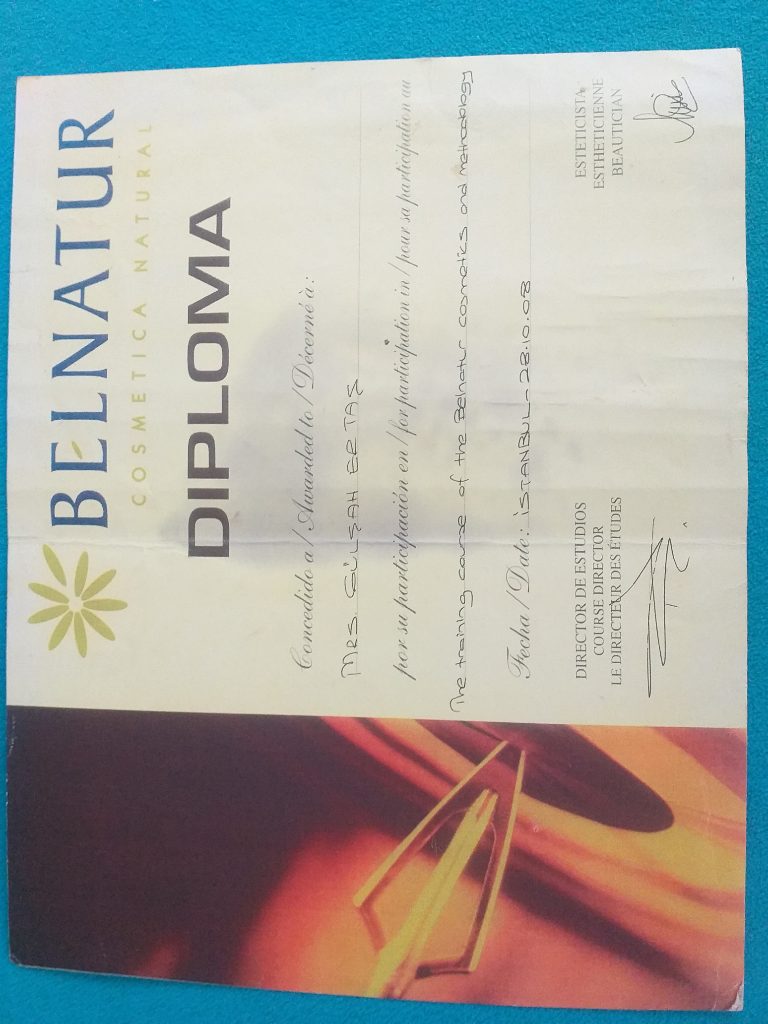 BELNATUR
COSMETICA NATURAL
DIPLOMA
Concedido a / Awarded to / Décerné à:
Mrs. GÜLŞAH ERTAŞ
por su participación en / for participation in / pour sa participation au
The training course of the Belnatur cosmetics and methodology
Fecha / Date: İSTANBUL - 28.10.08
DIRECTOR DE ESTUDIOS
COURSE DIRECTOR
LE DIRECTEUR DES ÉTUDES
ESTETICISTA
ESTHETICIENNE
BEAUTICIAN